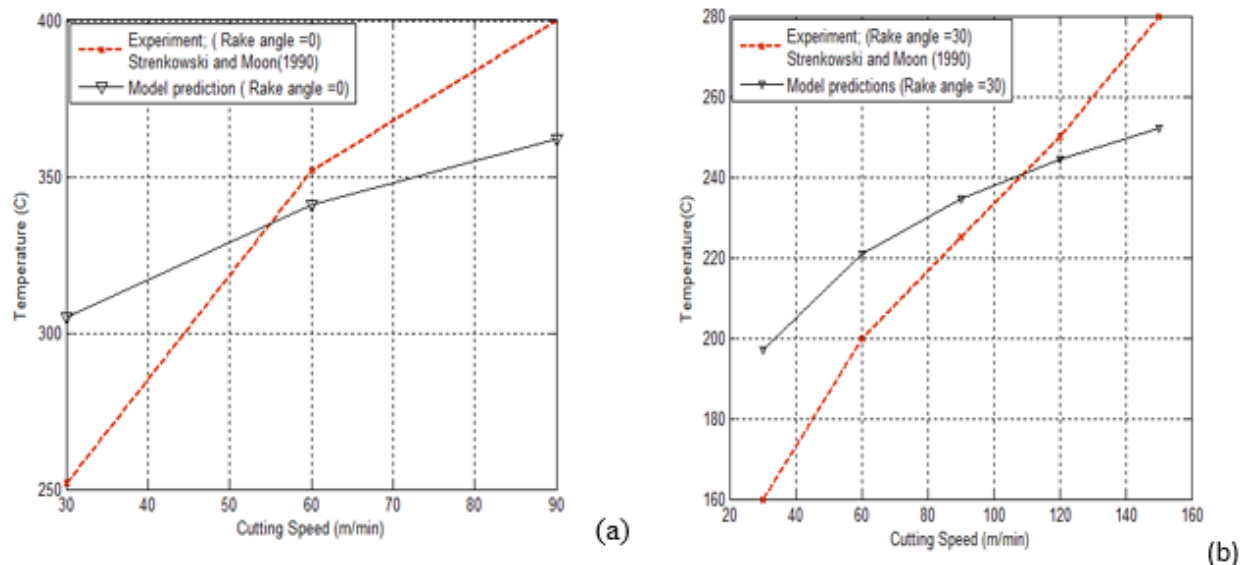 400
350
300
250
Temperature (C)
Experiment; ( Rake angle =0)
Strenkowski and Moon(1990)
Model prediction ( Rake angle =0)
30 40 50 60 70 80 90
Cutting Speed (m/min)
(a)
280
260
240
220
200
180
160
Temperature(C)
Experiment; (Rake angle =30)
Strenkowski and Moon (1990)
Model predictions (Rake angle =30)
20 40 60 80 100 120 140 160
Cutting Speed (m/min)
(b)